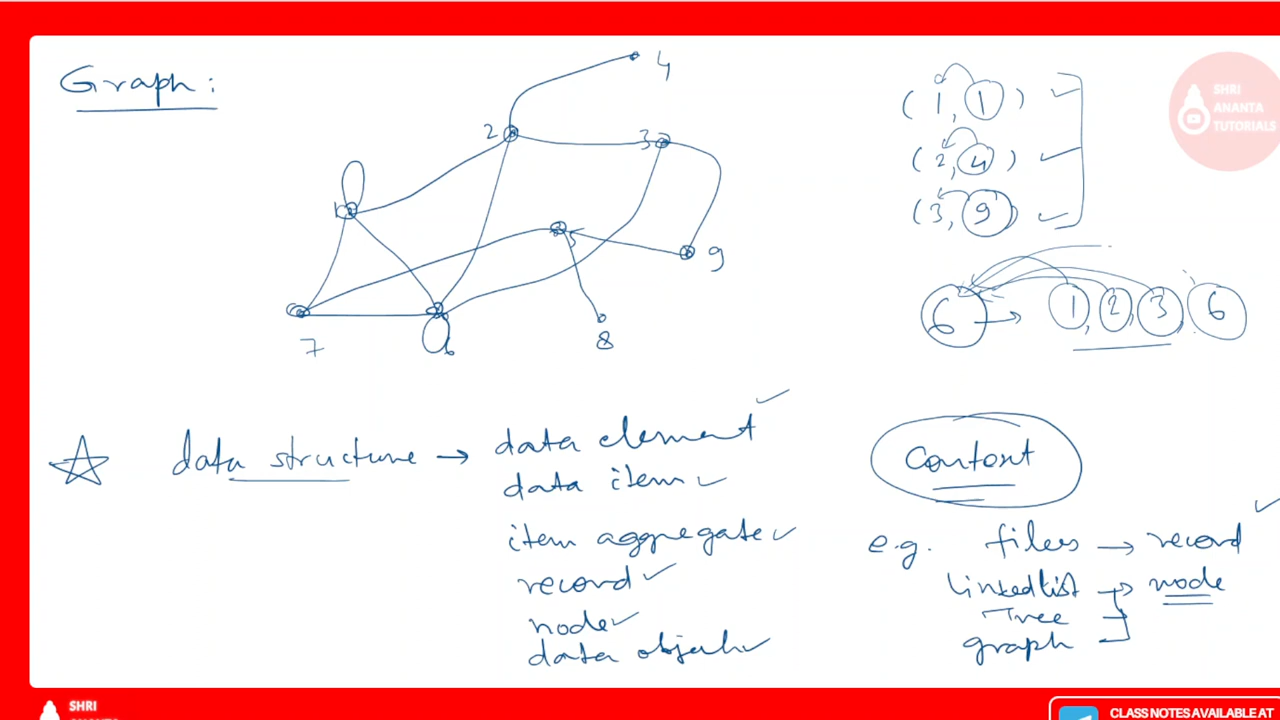 Graph:
4
2
3
1
5
9
7
6
8
(1, 1)
(2, 4)
(3, 9)
6 → 1, 2, 3, 6
SHRI
ANANTA
TUTORIALS
data structure → data element
data item
item aggregate
record
node
data object
Content
e.g. files → record
linkedlist → node
Tree
graph
SHRI
ANANTA
CLASS NOTES AVAILABLE AT